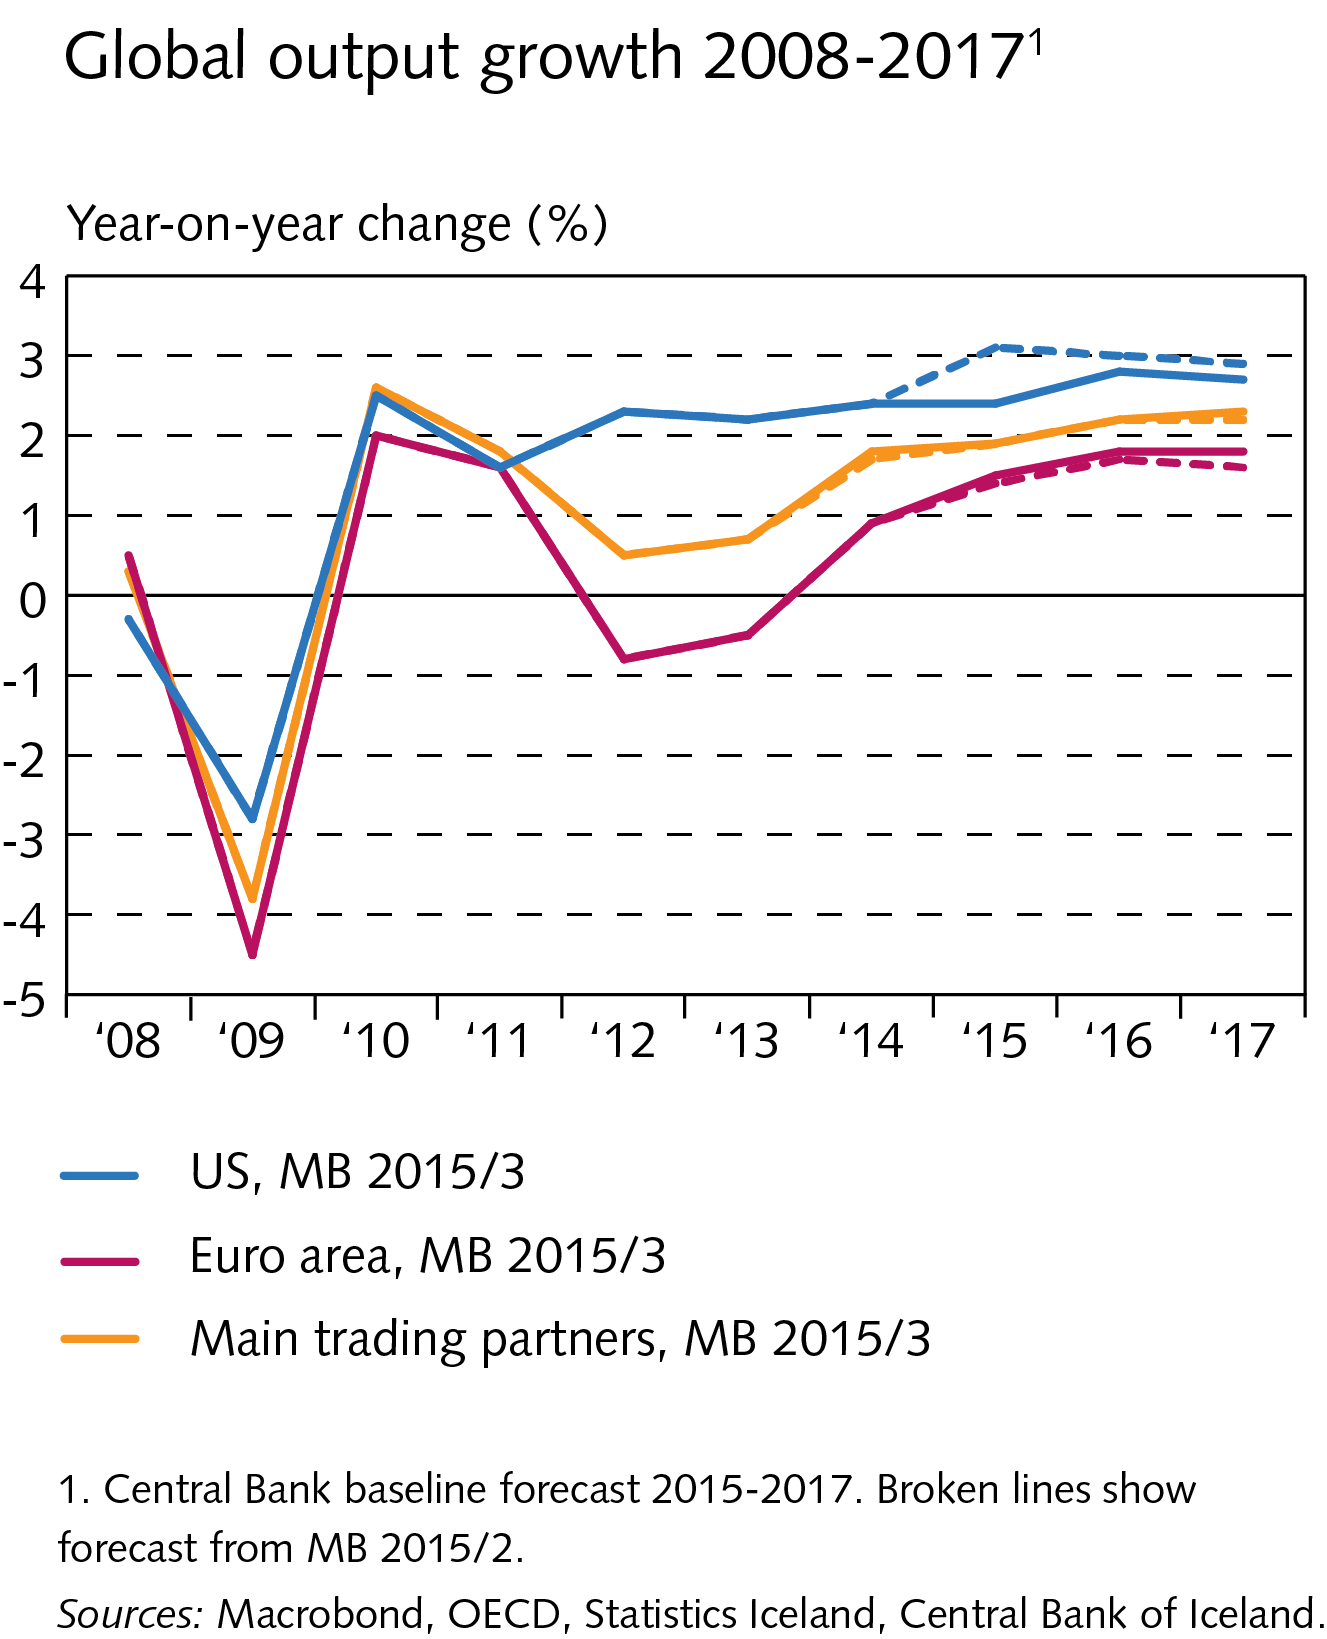 Global output growth 2008-2017¹
Year-on-year change (%)
4
3
2
1
0
-1
-2
-3
-4
-5
‘08 ‘09 ‘10 ‘11 ‘12 ‘13 ‘14 ‘15 ‘16 ‘17
US, MB 2015/3
Euro area, MB 2015/3
Main trading partners, MB 2015/3
1. Central Bank baseline forecast 2015-2017. Broken lines show
forecast from MB 2015/2.
Sources: Macrobond, OECD, Statistics Iceland, Central Bank of Iceland.